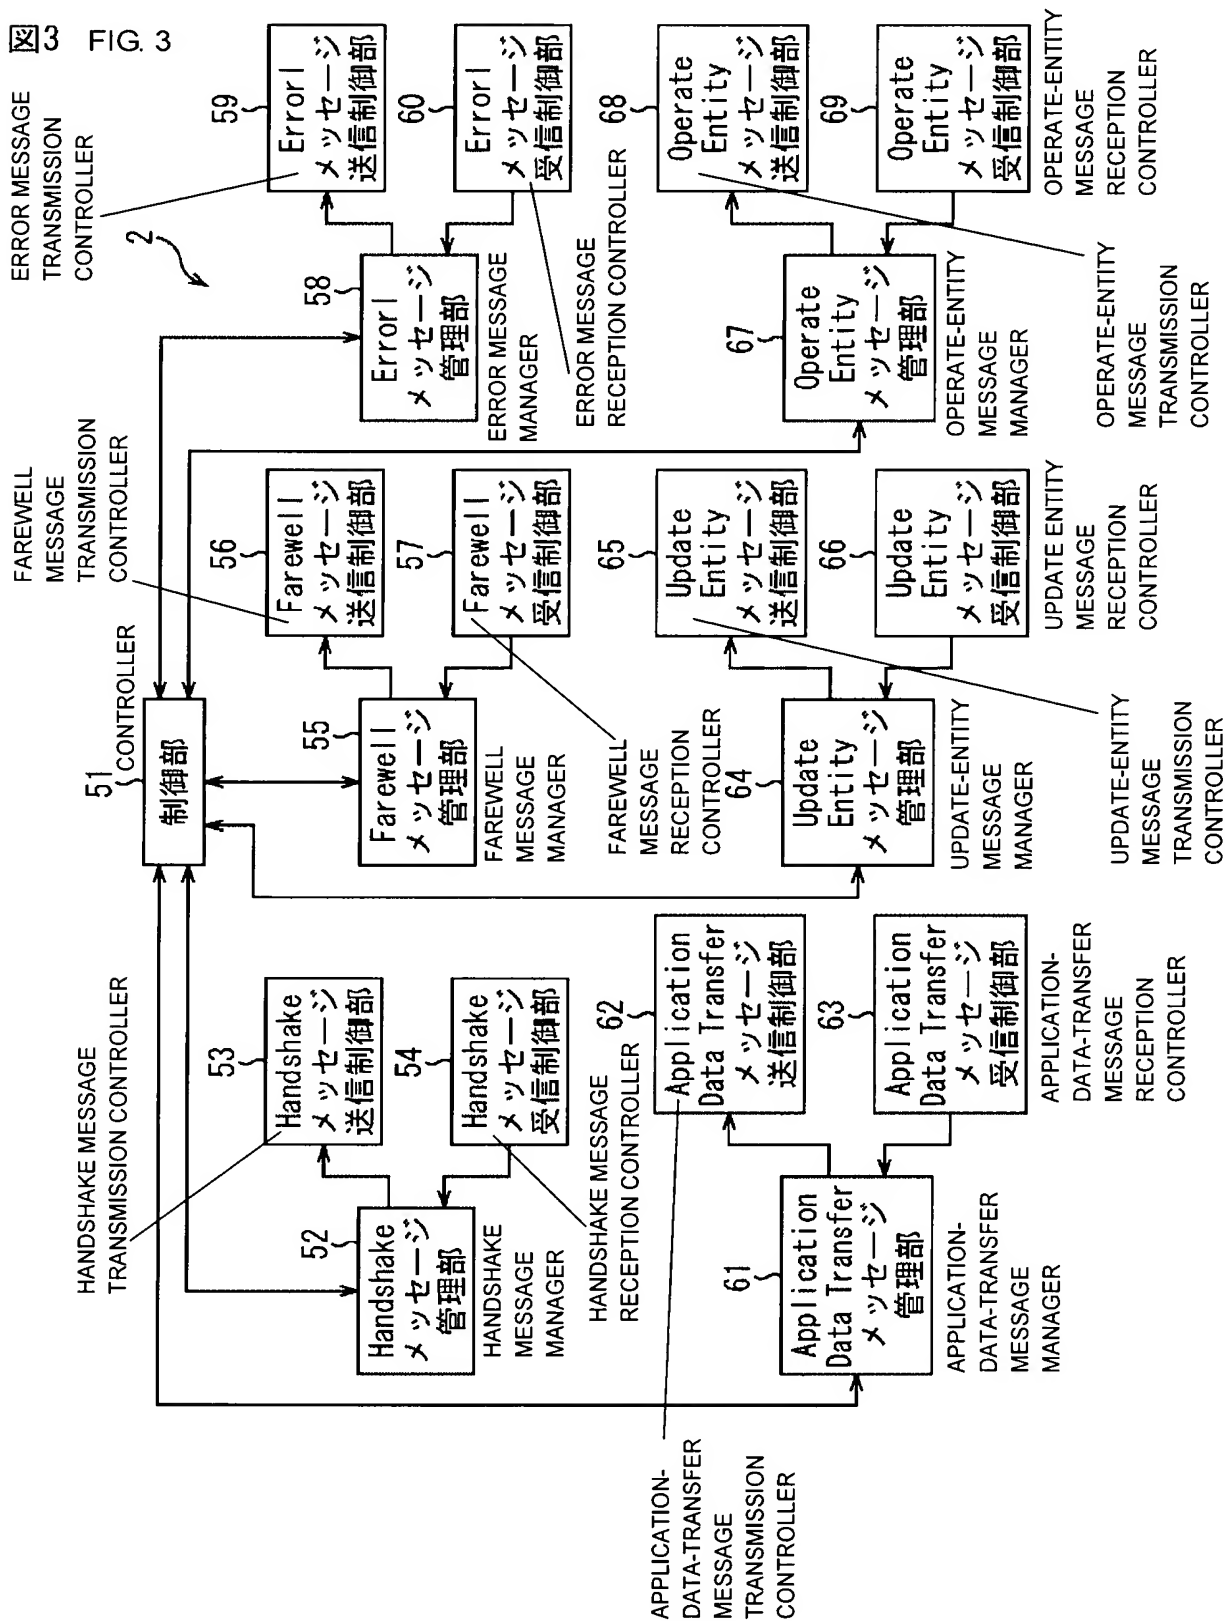 図3 FIG. 3
2
51
制御部
CONTROLLER
HANDSHAKE MESSAGE
TRANSMISSION CONTROLLER
53
Handshake
メッセージ
送信制御部
52
Handshake
メッセージ
管理部
HANDSHAKE
MESSAGE
MANAGER
54
Handshake
メッセージ
受信制御部
HANDSHAKE MESSAGE
RECEPTION CONTROLLER
FAREWELL
MESSAGE
TRANSMISSION
CONTROLLER
56
Farewell
メッセージ
送信制御部
55
Farewell
メッセージ
管理部
FAREWELL
MESSAGE
MANAGER
57
Farewell
メッセージ
受信制御部
FAREWELL
MESSAGE
RECEPTION
CONTROLLER
ERROR MESSAGE
TRANSMISSION
CONTROLLER
59
Errorl
メッセージ
送信制御部
58
Errorl
メッセージ
管理部
ERROR MESSAGE
MANAGER
60
Errorl
メッセージ
受信制御部
ERROR MESSAGE
RECEPTION CONTROLLER
62
Application
Data Transfer
メッセージ
送信制御部
APPLICATION-
DATA-TRANSFER
MESSAGE
TRANSMISSION
CONTROLLER
61
Application
Data Transfer
メッセージ
管理部
APPLICATION-
DATA-TRANSFER
MESSAGE
MANAGER
63
Application
Data Transfer
メッセージ
受信制御部
APPLICATION-
DATA-TRANSFER
MESSAGE
RECEPTION
CONTROLLER
65
Update
Entity
メッセージ
送信制御部
64
Update
Entity
メッセージ
管理部
UPDATE-ENTITY
MESSAGE
MANAGER
66
Update
Entity
メッセージ
受信制御部
UPDATE ENTITY
MESSAGE
RECEPTION
CONTROLLER
UPDATE-ENTITY
MESSAGE
TRANSMISSION
CONTROLLER
68
Operate
Entity
メッセージ
送信制御部
67
Operate
Entity
メッセージ
管理部
OPERATE-ENTITY
MESSAGE
MANAGER
69
Operate
Entity
メッセージ
受信制御部
OPERATE-ENTITY
MESSAGE
RECEPTION
CONTROLLER
OPERATE-ENTITY
MESSAGE
TRANSMISSION
CONTROLLER